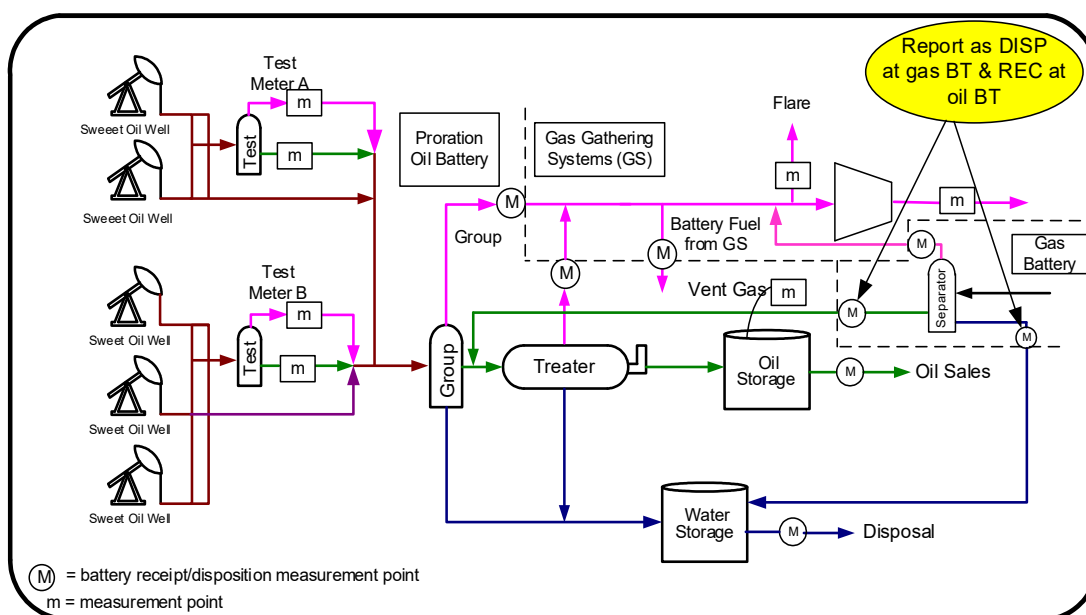 Report as DISP
at gas BT & REC at
oil BT
Test
Meter A
m
m
Test
Sweeet Oil Well
Sweeet Oil Well
Proration
Oil Battery
Gas Gathering
Systems (GS)
Flare
m
m
M
Group
Battery Fuel
from GS
M
M
M
Gas
Battery
Test
Meter B
m
m
Test
Sweet Oil Well
Sweet Oil Well
Sweet Oil Well
Vent Gas
m
M
Separator
M
Group
Treater
Oil
Storage
M
Oil Sales
Water
Storage
M
Disposal
M = battery receipt/disposition measurement point
m = measurement point